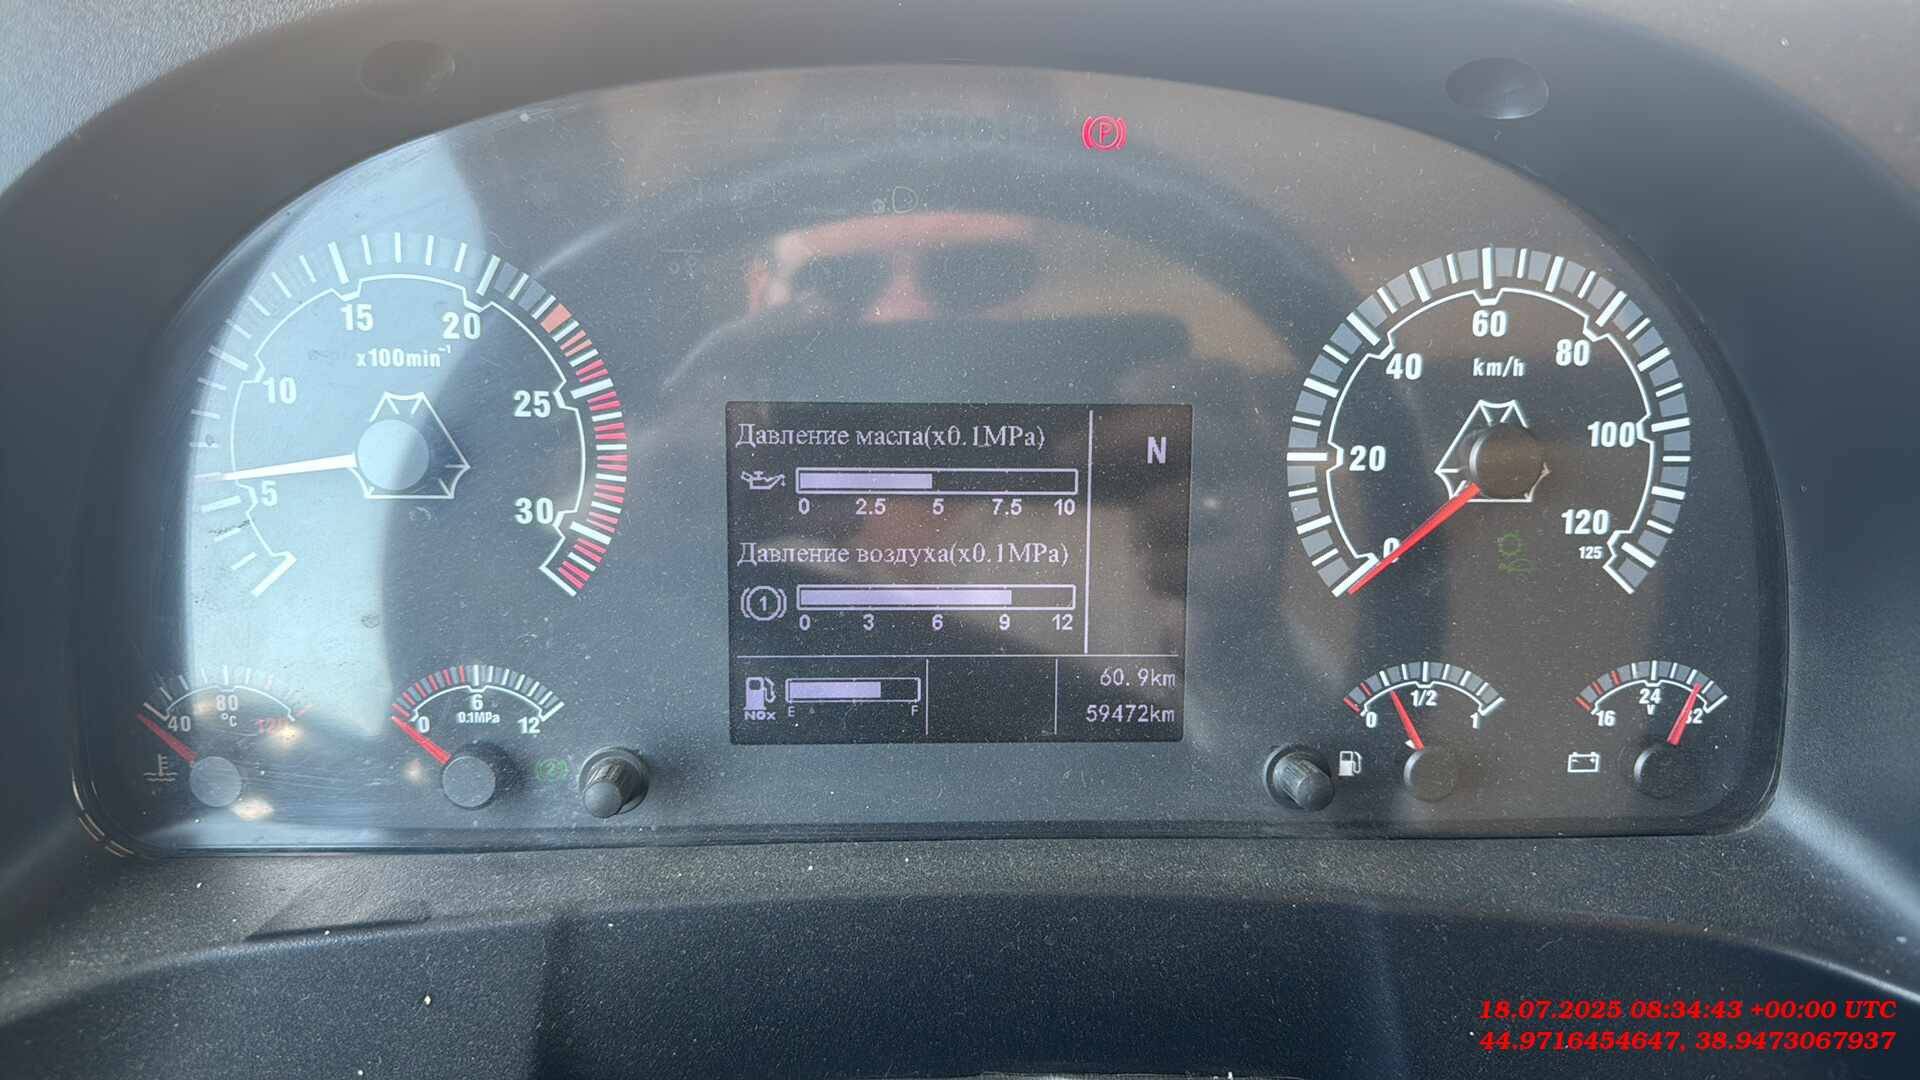 15 20
x100min⁻¹
10
25
5
30
Давление масла(x0.1MPa)
N
0 2.5 5 7.5 10
Давление воздуха(x0.1MPa)
1
0 3 6 9 12
NOx
E F
60.9km
59472km
60
40 80
km/h
20 100
0 120
125
40 80 120
°C
0 6 12
0.1MPa
(2)
0 1/2 1
16 24 32
V
P
18.07.2025 08:34:43 +00:00 UTC
44.9716454647, 38.9473067937